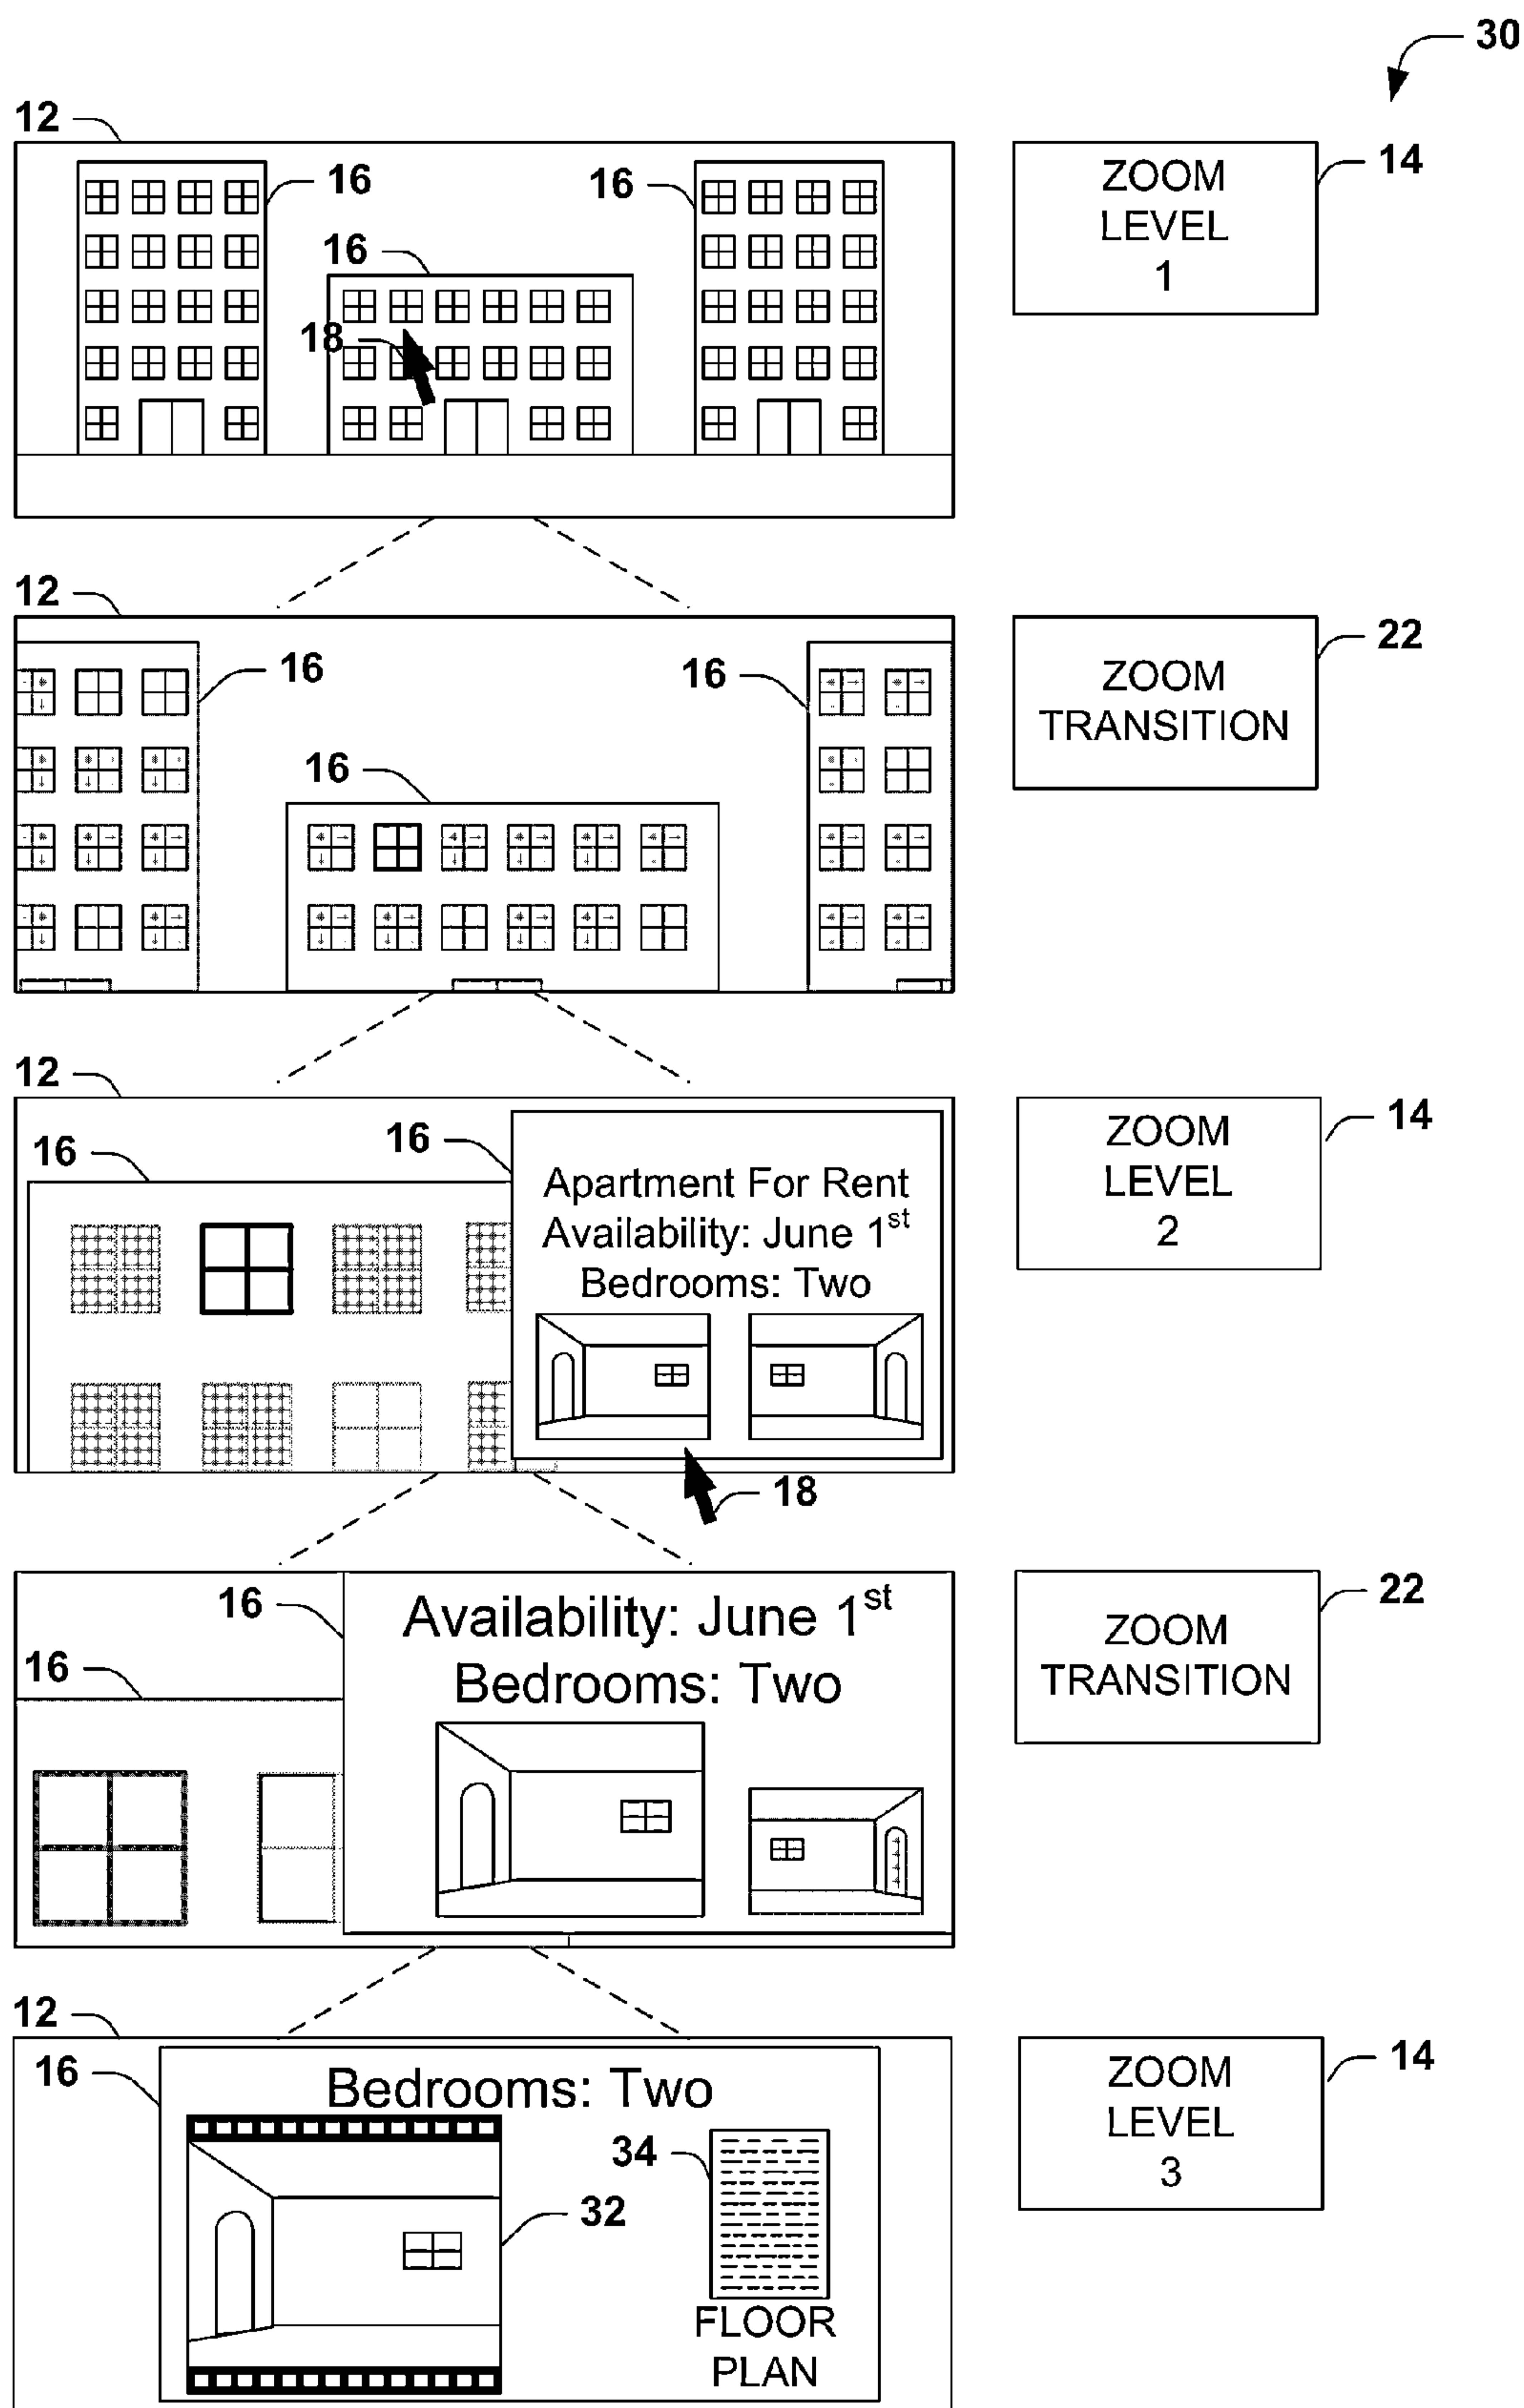 30
12
16
16
16
18
ZOOM
LEVEL
1
14
12
16
16
16
ZOOM
TRANSITION
22
12
16
16
Apartment For Rent
Availability: June 1st
Bedrooms: Two
18
ZOOM
LEVEL
2
14
16
16
Availability: June 1st
Bedrooms: Two
ZOOM
TRANSITION
22
12
16
Bedrooms: Two
32
34
FLOOR
PLAN
ZOOM
LEVEL
3
14